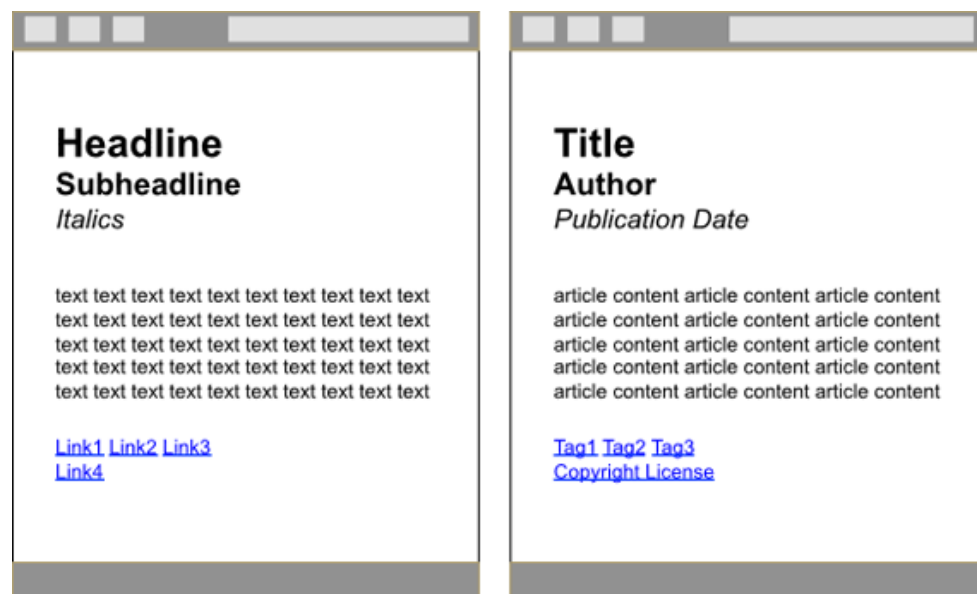 Headline
Subheadline
Italics
text text text text text text text text text text
text text text text text text text text text text
text text text text text text text text text text
text text text text text text text text text text
text text text text text text text text text text
Link1 Link2 Link3
Link4
Title
Author
Publication Date
article content article content article content
article content article content article content
article content article content article content
article content article content article content
article content article content article content
Tag1 Tag2 Tag3
Copyright License